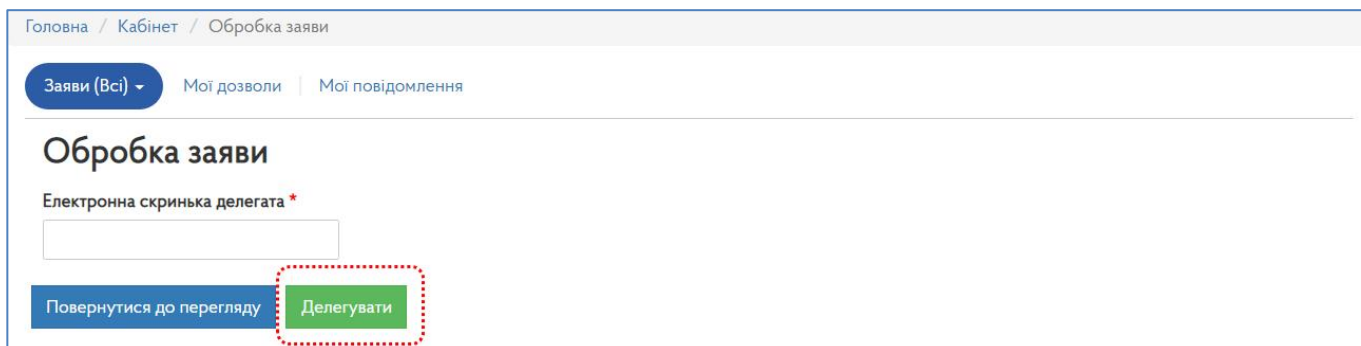 Головна / Кабінет / Обробка заяви
Заяви (Всі) Мої дозволи Мої повідомлення
Обробка заяви
Електронна скринька делегата *
Повернутися до перегляду Делегувати